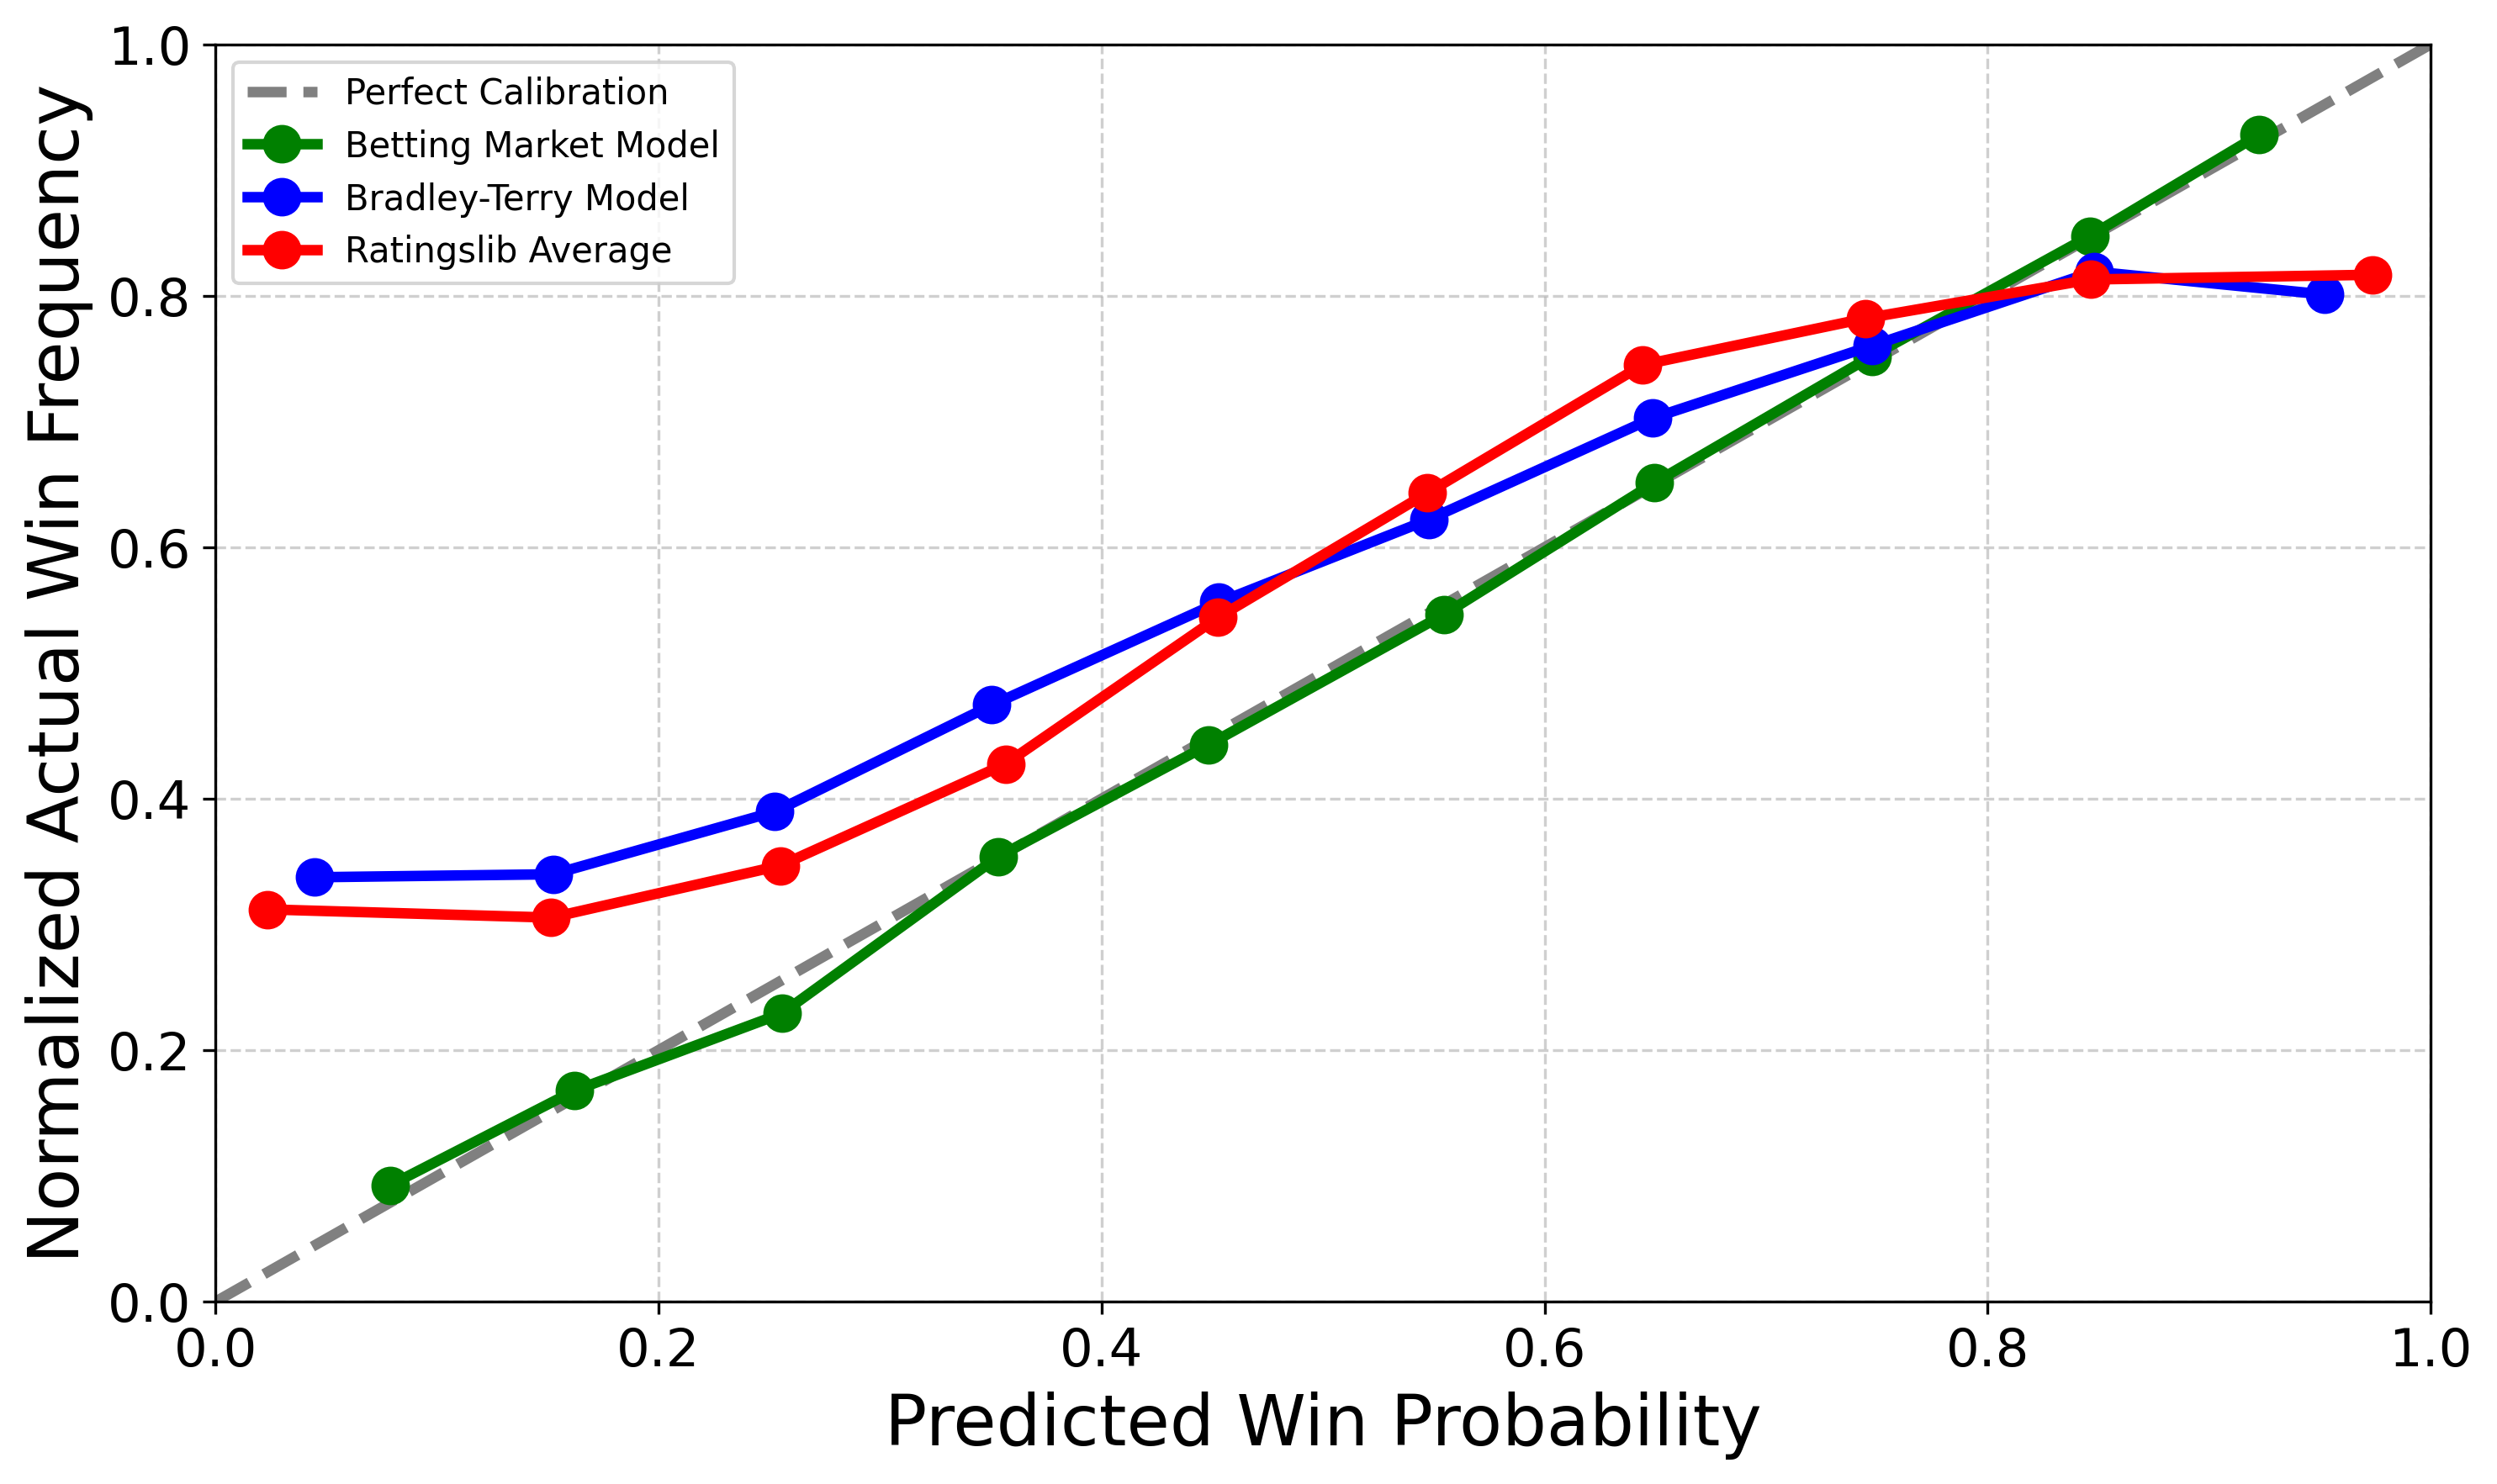 Normalized Actual Win Frequency
1.0
0.8
0.6
0.4
0.2
0.0
Perfect Calibration
Betting Market Model
Bradley-Terry Model
Ratingslib Average
0.0 0.2 0.4 0.6 0.8 1.0
Predicted Win Probability